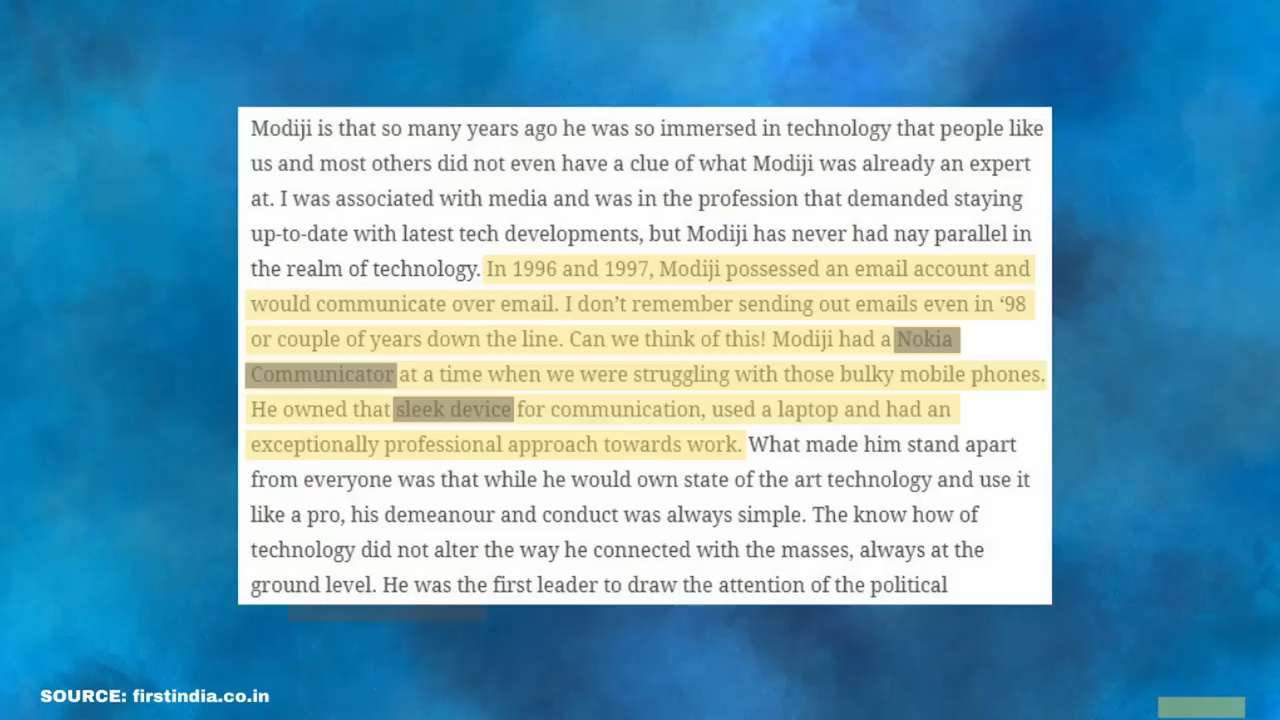 Modiji is that so many years ago he was so immersed in technology that people like
us and most others did not even have a clue of what Modiji was already an expert
at. I was associated with media and was in the profession that demanded staying
up-to-date with latest tech developments, but Modiji has never had nay parallel in
the realm of technology. In 1996 and 1997, Modiji possessed an email account and
would communicate over email. I don’t remember sending out emails even in ‘98
or couple of years down the line. Can we think of this! Modiji had a Nokia
Communicator at a time when we were struggling with those bulky mobile phones.
He owned that sleek device for communication, used a laptop and had an
exceptionally professional approach towards work. What made him stand apart
from everyone was that while he would own state of the art technology and use it
like a pro, his demeanour and conduct was always simple. The know how of
technology did not alter the way he connected with the masses, always at the
ground level. He was the first leader to draw the attention of the political
SOURCE: firstindia.co.in